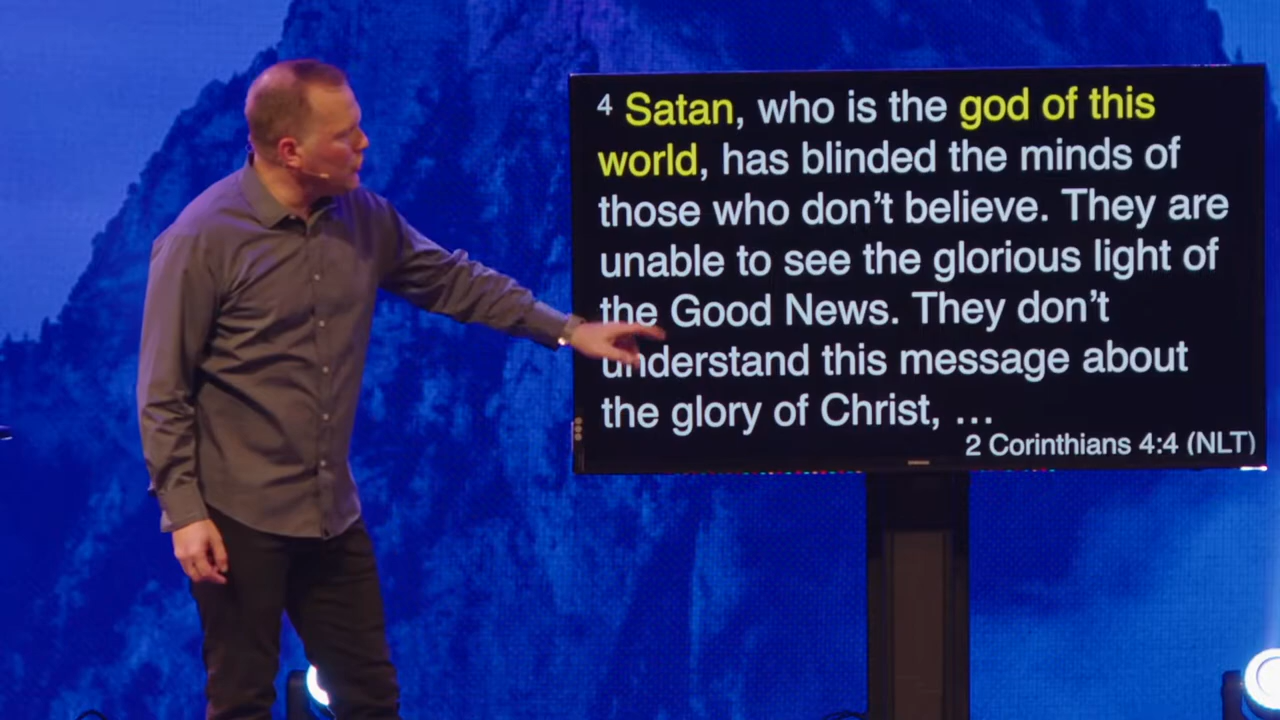 4 Satan, who is the god of this
world, has blinded the minds of
those who don't believe. They are
unable to see the glorious light of
the Good News. They don't
understand this message about
the glory of Christ, ...
2 Corinthians 4:4 (NLT)